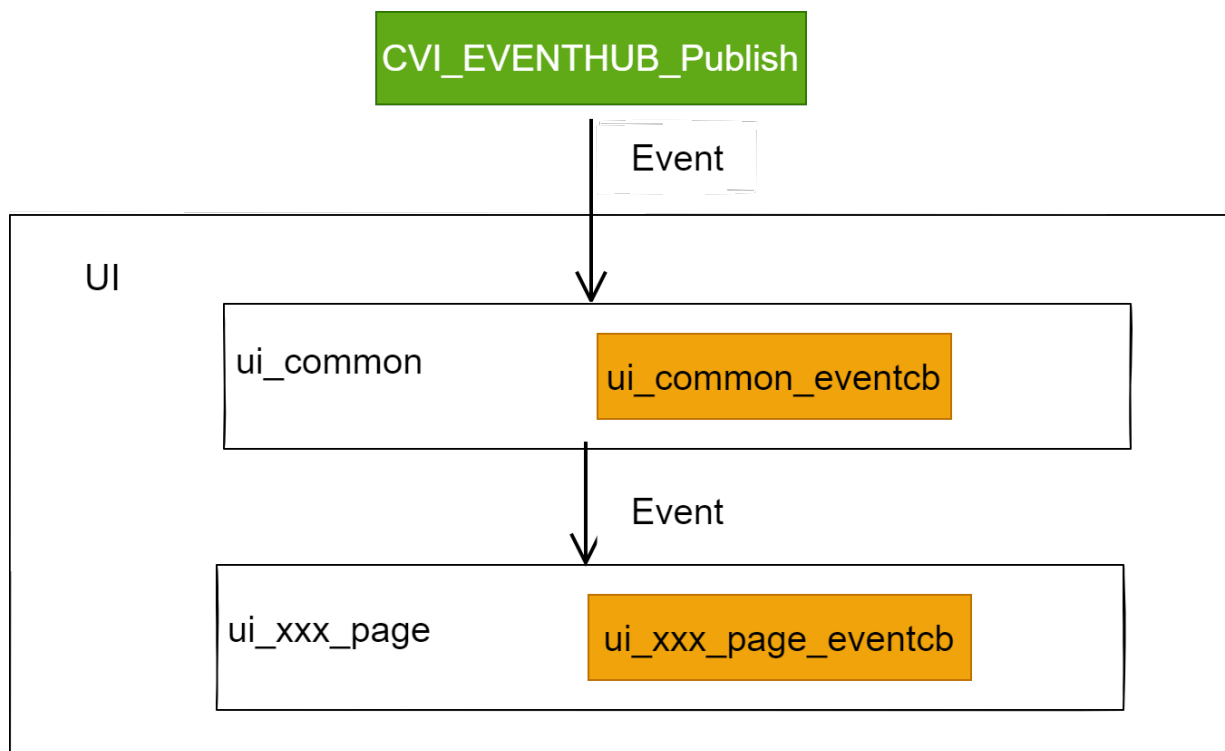 CVI_EVENTHUB_Publish
Event
UI
ui_common
ui_common_eventcb
Event
ui_xxx_page
ui_xxx_page_eventcb